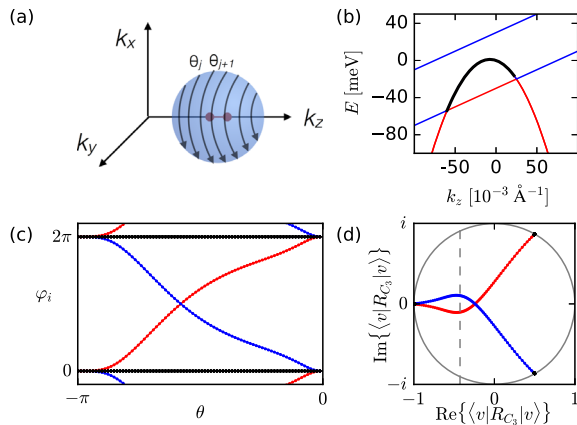 (a)
k_x
θ_j θ_{j+1}
k_z
k_y
(b)
E [meV]
40
0
-40
-80
-50
0
50
k_z [10⁻³ Å⁻¹]
(c)
2π
φ_i
0
−π
θ
0
(d)
i
Im{⟨v|R_{C_3}|v⟩}
0
−i
−1
0
1
Re{⟨v|R_{C_3}|v⟩}